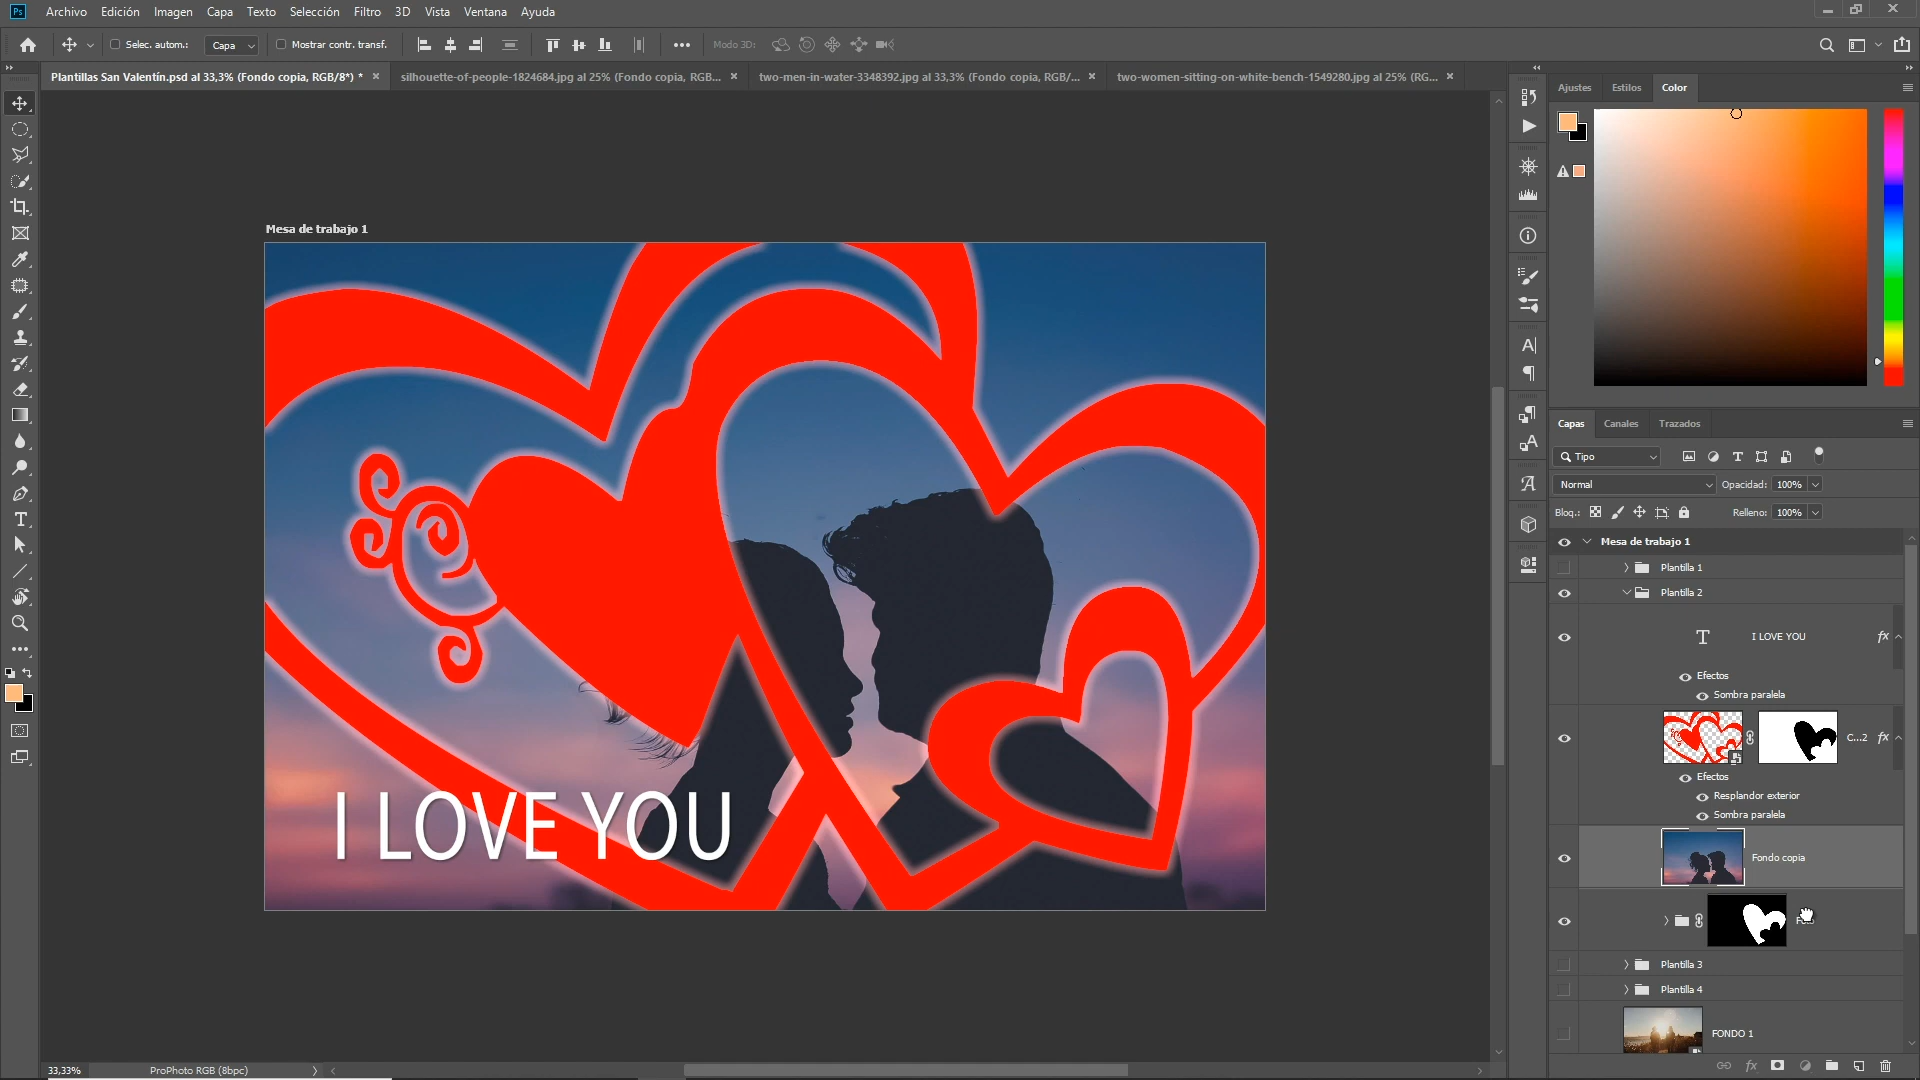 Ps Archivo Edición Imagen Capa Texto Selección Filtro 3D Vista Ventana Ayuda
Selec. autom.: Capa Mostrar contr. transf. Modo 3D:
Plantillas San Valentín.psd al 33,3% (Fondo copia, RGB/8*) * silhouette-of-people-1824684.jpg al 25% (Fondo copia, RGB... two-men-in-water-3348392.jpg al 33,3% (Fondo copia, RGB/... two-women-sitting-on-white-bench-1549280.jpg al 25% (RG...
Ajustes Estilos Color
Mesa de trabajo 1
I LOVE YOU
Capas Canales Trazados
Tipo
Normal Opacidad: 100%
Bloq.: Relleno: 100%
Mesa de trabajo 1
Plantilla 1
Plantilla 2
T I LOVE YOU fx
Efectos
Sombra paralela
C...2 fx
Efectos
Resplandor exterior
Sombra paralela
Fondo copia
Plantilla 3
Plantilla 4
FONDO 1
33,33% ProPhoto RGB (8bpc)